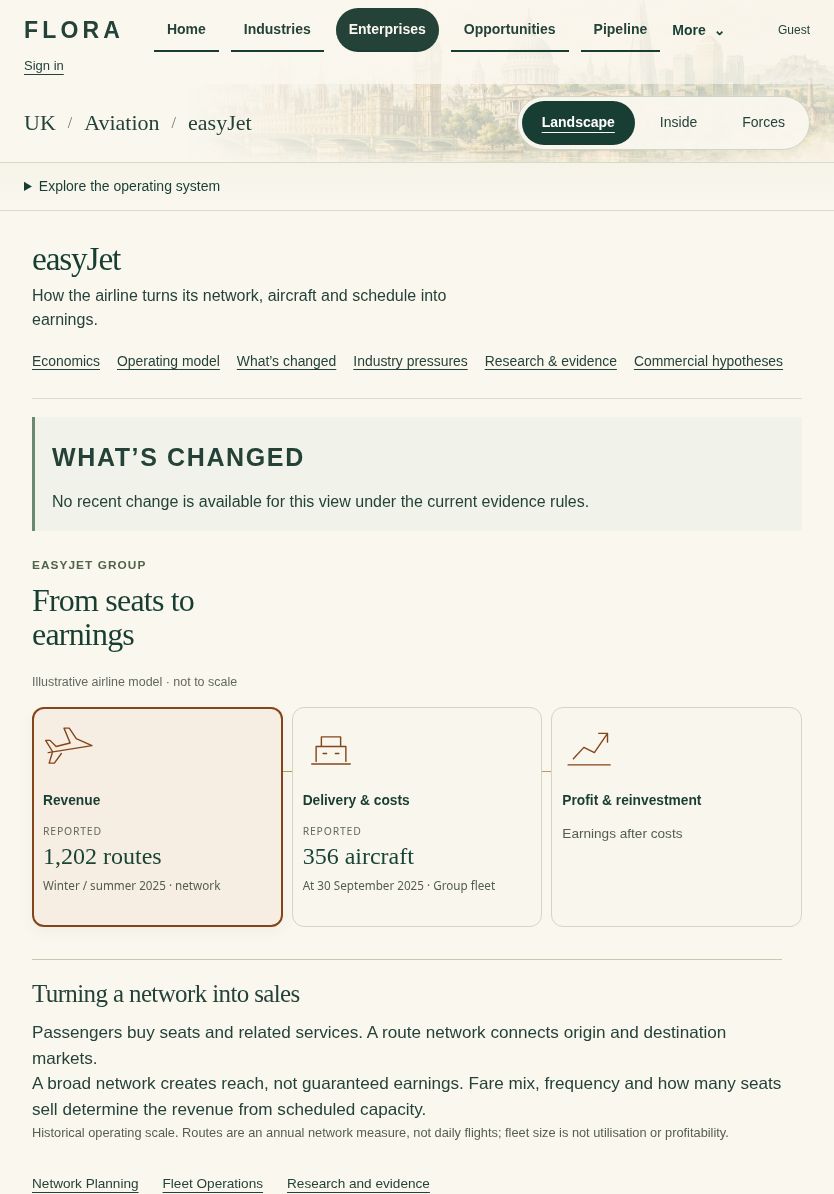 FLORA
Home
Industries
Enterprises
Opportunities
Pipeline
More
Guest
Sign in
UK / Aviation / easyJet
Landscape
Inside
Forces
Explore the operating system
easyJet
How the airline turns its network, aircraft and schedule into
earnings.
Economics
Operating model
What's changed
Industry pressures
Research & evidence
Commercial hypotheses
WHAT’S CHANGED
No recent change is available for this view under the current evidence rules.
EASYJET GROUP
From seats to
earnings
Illustrative airline model · not to scale
Revenue
REPORTED
1,202 routes
Winter / summer 2025 · network
Delivery & costs
REPORTED
356 aircraft
At 30 September 2025 · Group fleet
Profit & reinvestment
Earnings after costs
Turning a network into sales
Passengers buy seats and related services. A route network connects origin and destination
markets.
A broad network creates reach, not guaranteed earnings. Fare mix, frequency and how many seats
sell determine the revenue from scheduled capacity.
Historical operating scale. Routes are an annual network measure, not daily flights; fleet size is not utilisation or profitability.
Network Planning
Fleet Operations
Research and evidence